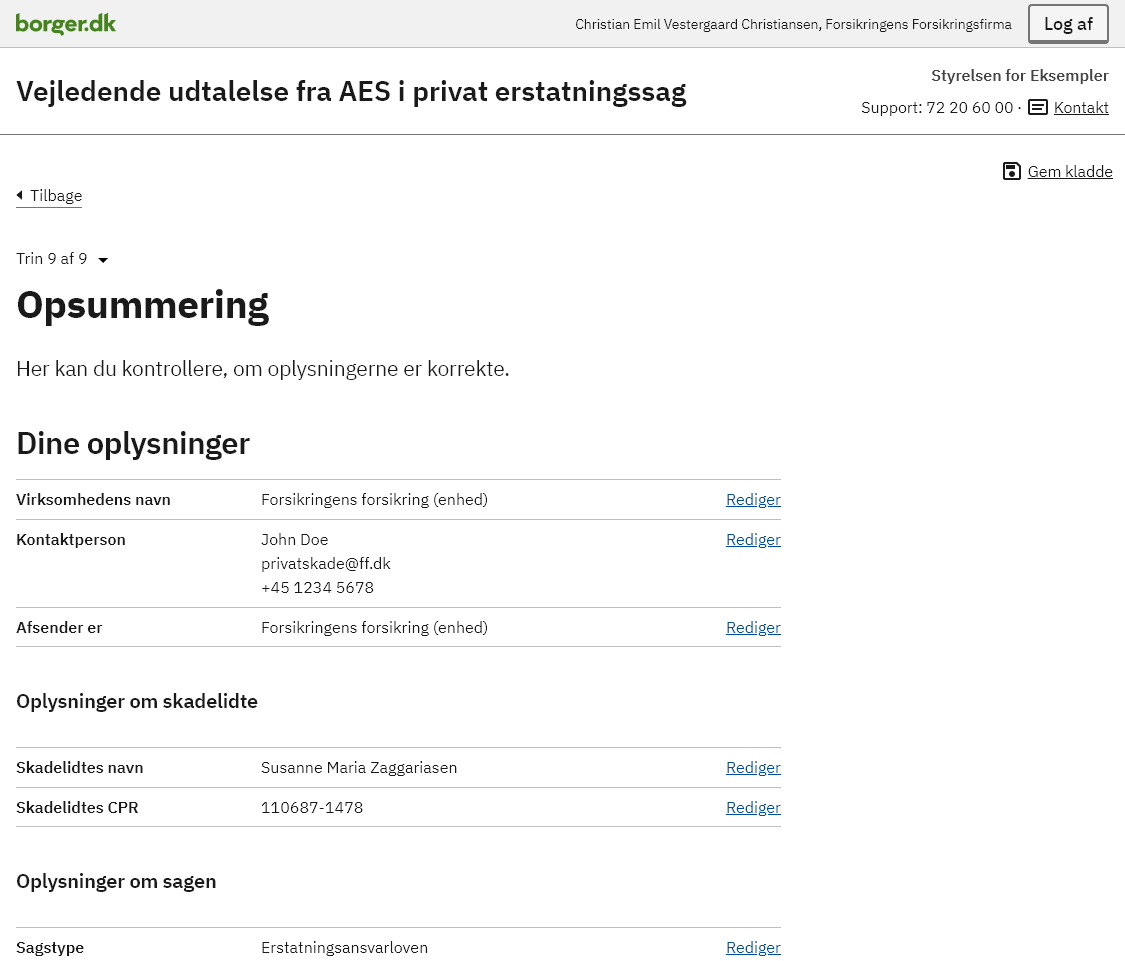 borger.dk
Christian Emil Vestergaard Christiansen, Forsikringens Forsikringsfirma
Log af
Vejledende udtalelse fra AES i privat erstatningssag
Styrelsen for Eksempler
Support: 72 20 60 00 · Kontakt
Gem kladde
Tilbage
Trin 9 af 9
Opsummering
Her kan du kontrollere, om oplysningerne er korrekte.
Dine oplysninger
Virksomhedens navn Forsikringens forsikring (enhed) Rediger
Kontaktperson John Doe Rediger
privatskade@ff.dk
+45 1234 5678
Afsender er Forsikringens forsikring (enhed) Rediger
Oplysninger om skadelidte
Skadelidtes navn Susanne Maria Zaggariasen Rediger
Skadelidtes CPR 110687-1478 Rediger
Oplysninger om sagen
Sagstype Erstatningsansvarloven Rediger